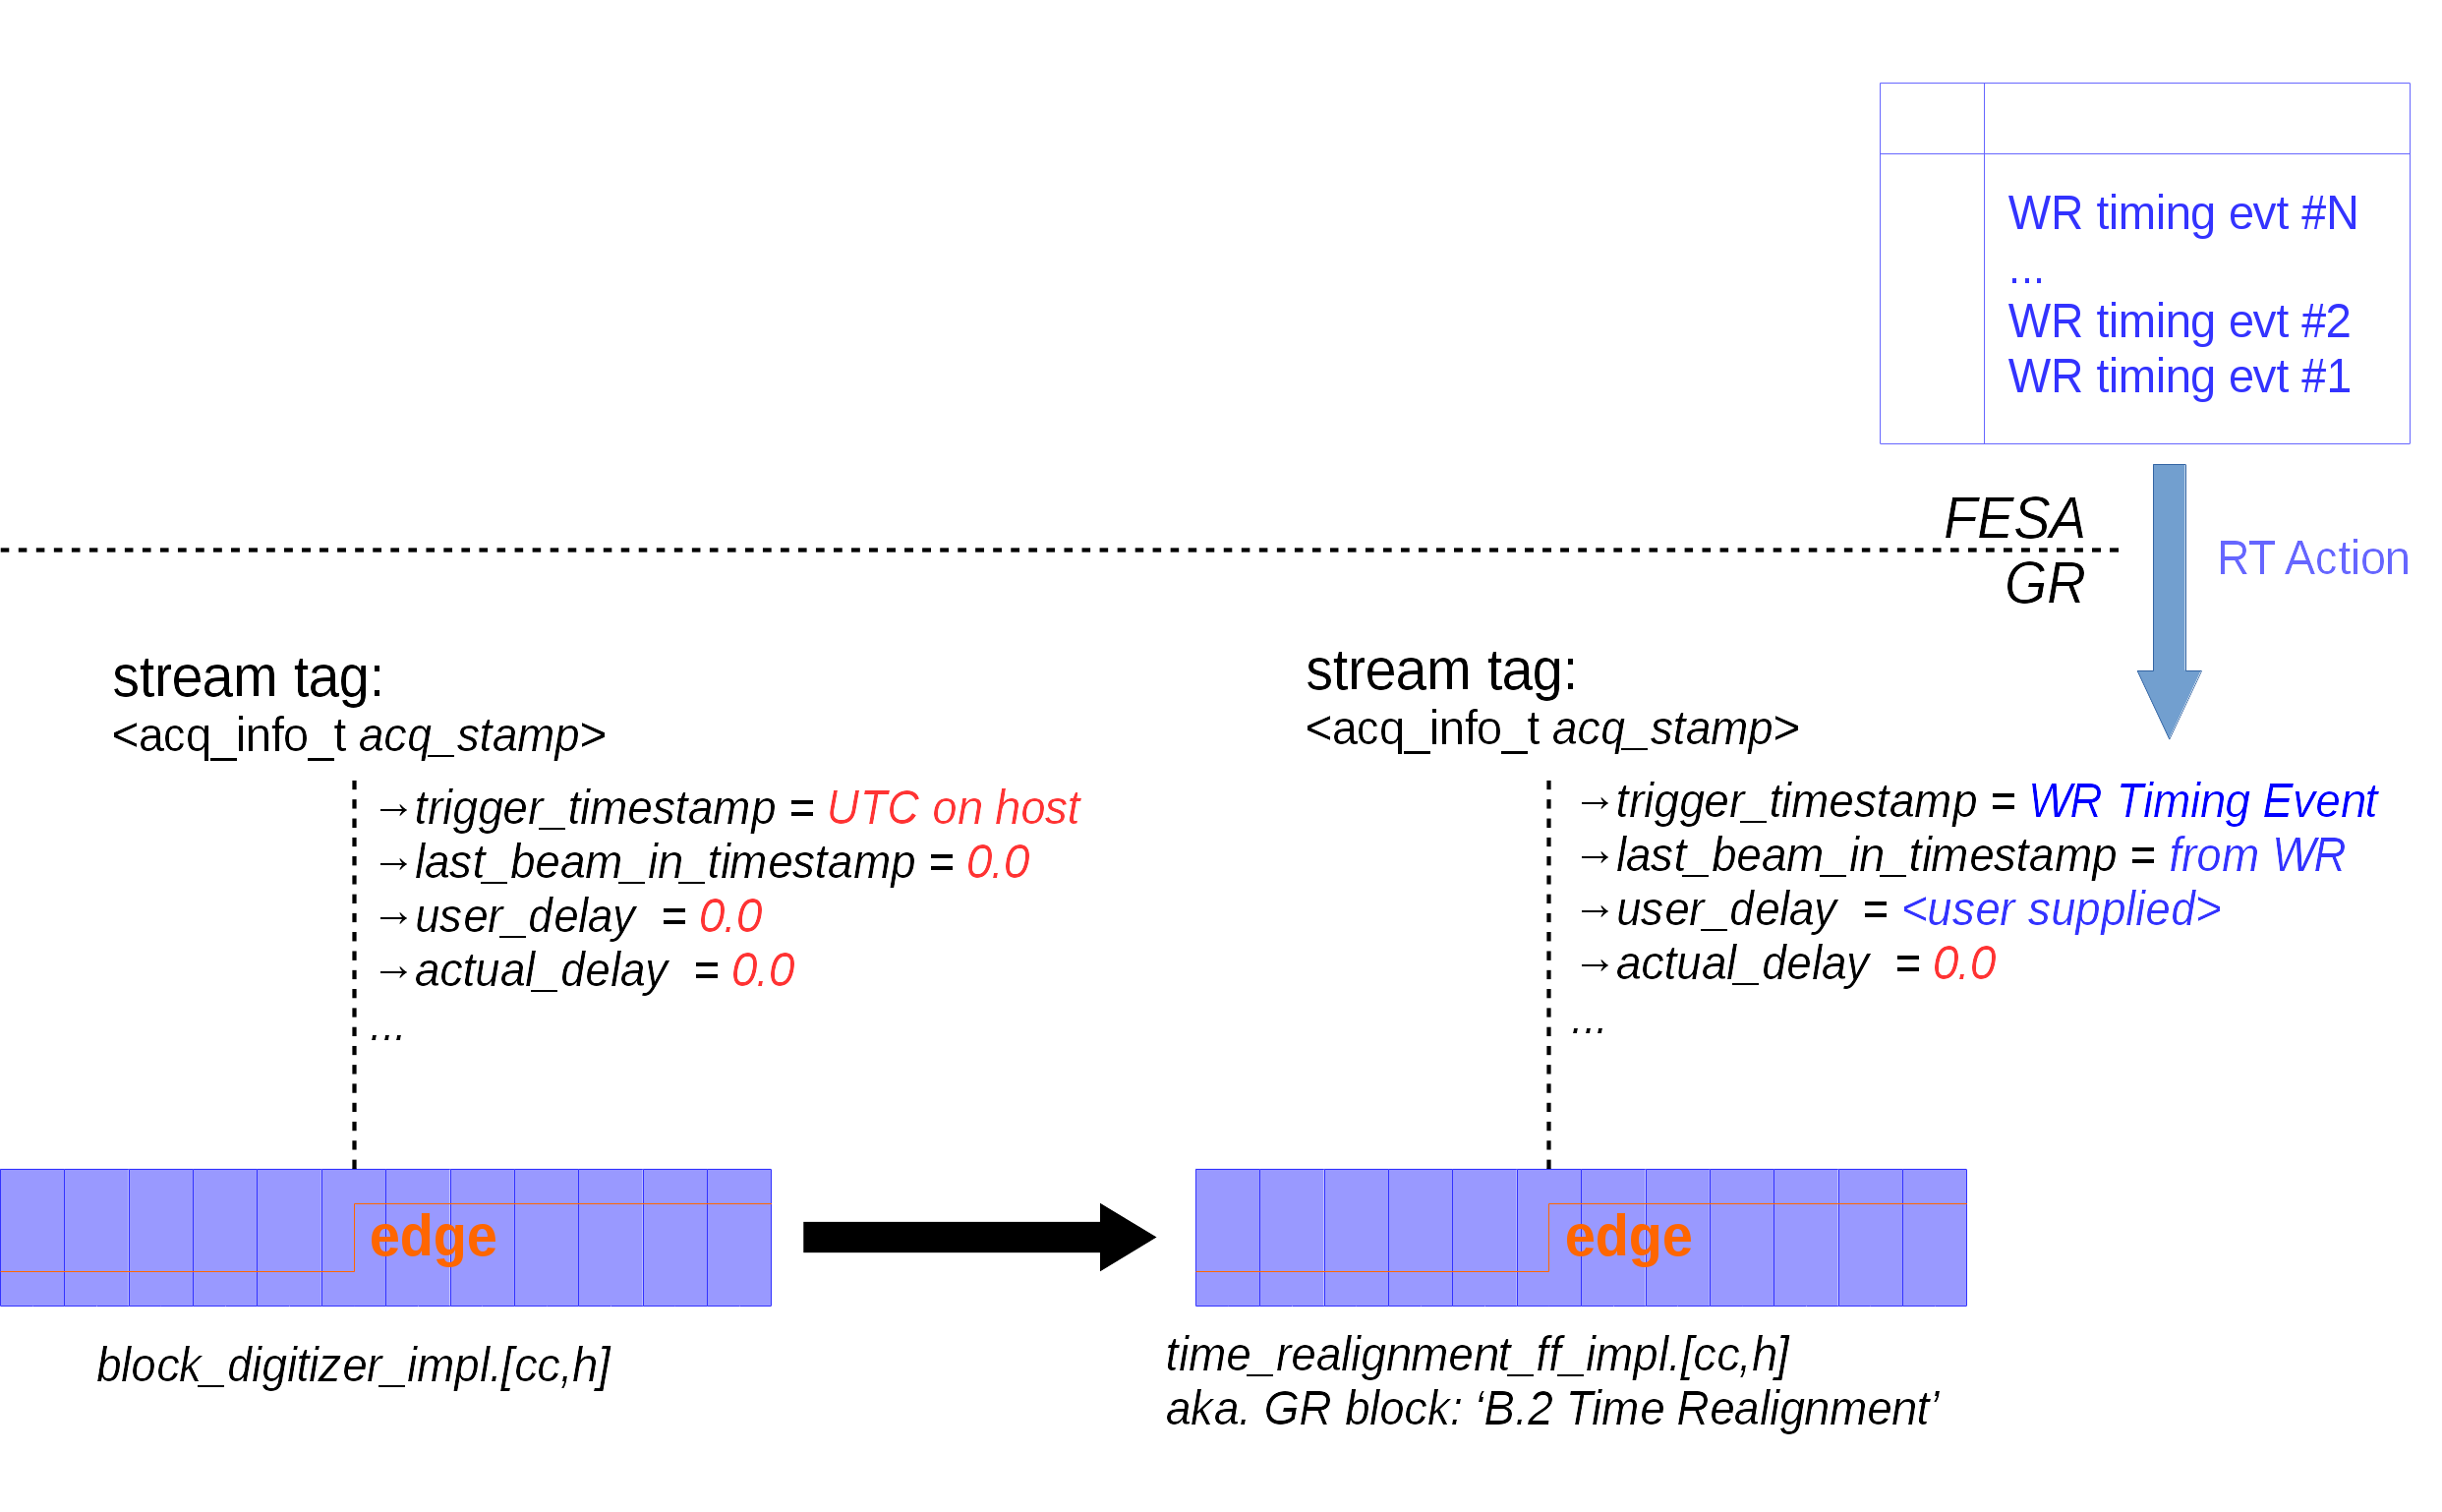 WR timing evt #N
...
WR timing evt #2
WR timing evt #1
FESA
GR
RT Action
stream tag:
<acq_info_t acq_stamp>
→trigger_timestamp = UTC on host
→last_beam_in_timestamp = 0.0
→user_delay  = 0.0
→actual_delay  = 0.0
...
edge
block_digitizer_impl.[cc,h]
stream tag:
<acq_info_t acq_stamp>
→trigger_timestamp = WR Timing Event
→last_beam_in_timestamp = from WR
→user_delay  = <user supplied>
→actual_delay  = 0.0
...
edge
time_realignment_ff_impl.[cc,h]
aka. GR block: ‘B.2 Time Realignment’